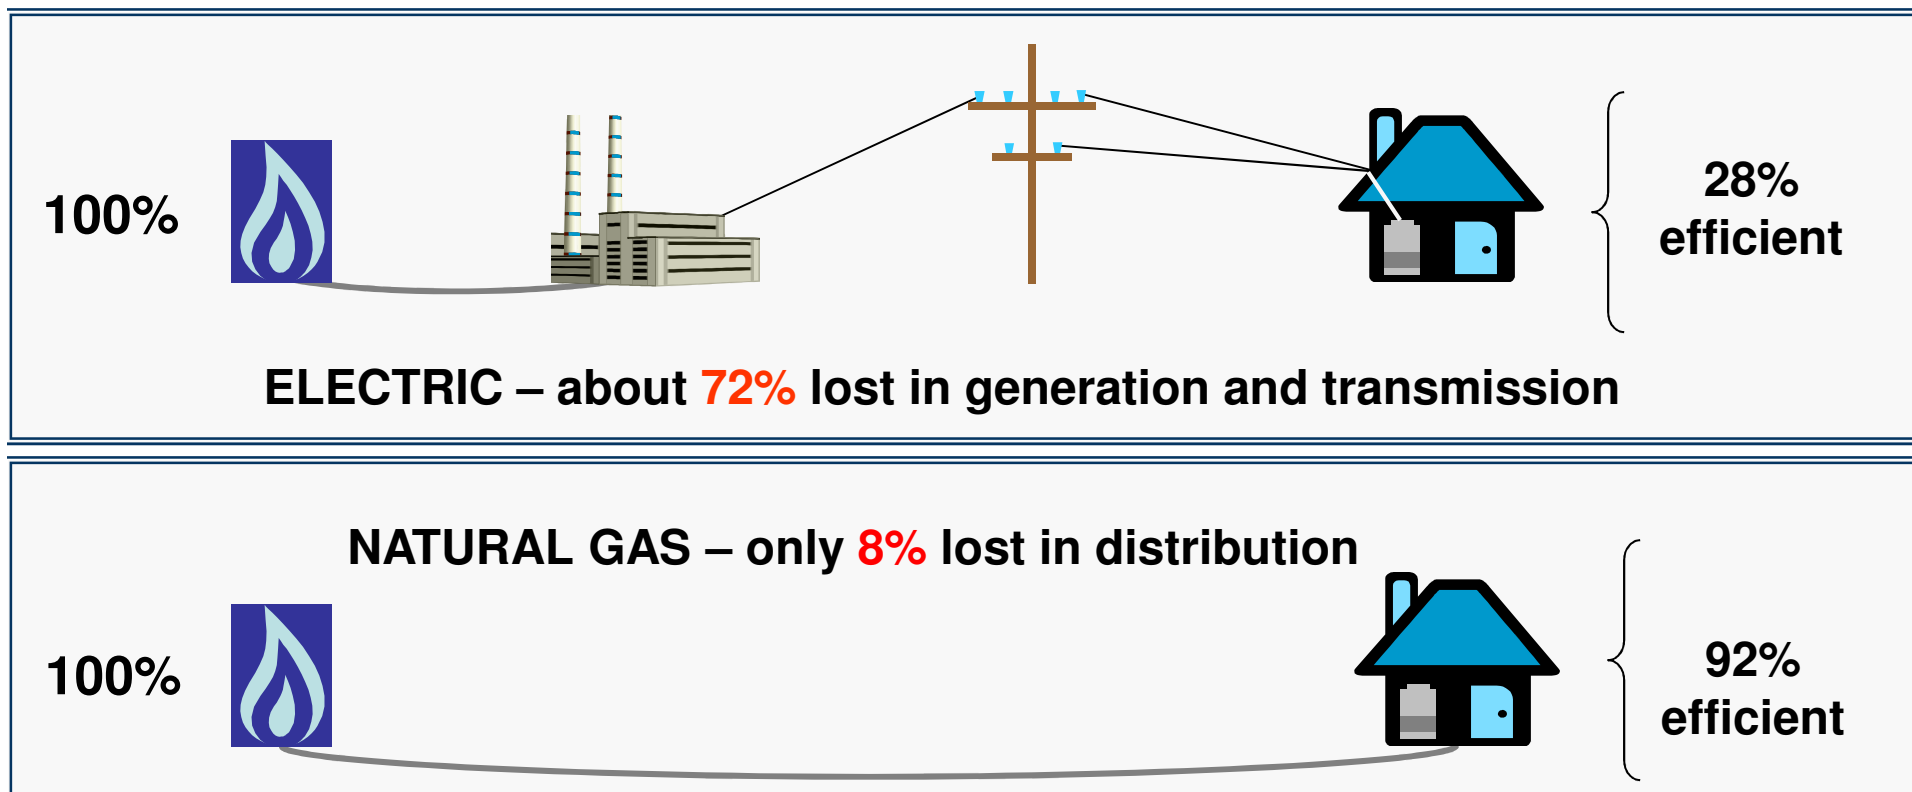 100%
28%
efficient
ELECTRIC – about 72% lost in generation and transmission
NATURAL GAS – only 8% lost in distribution
100%
92%
efficient